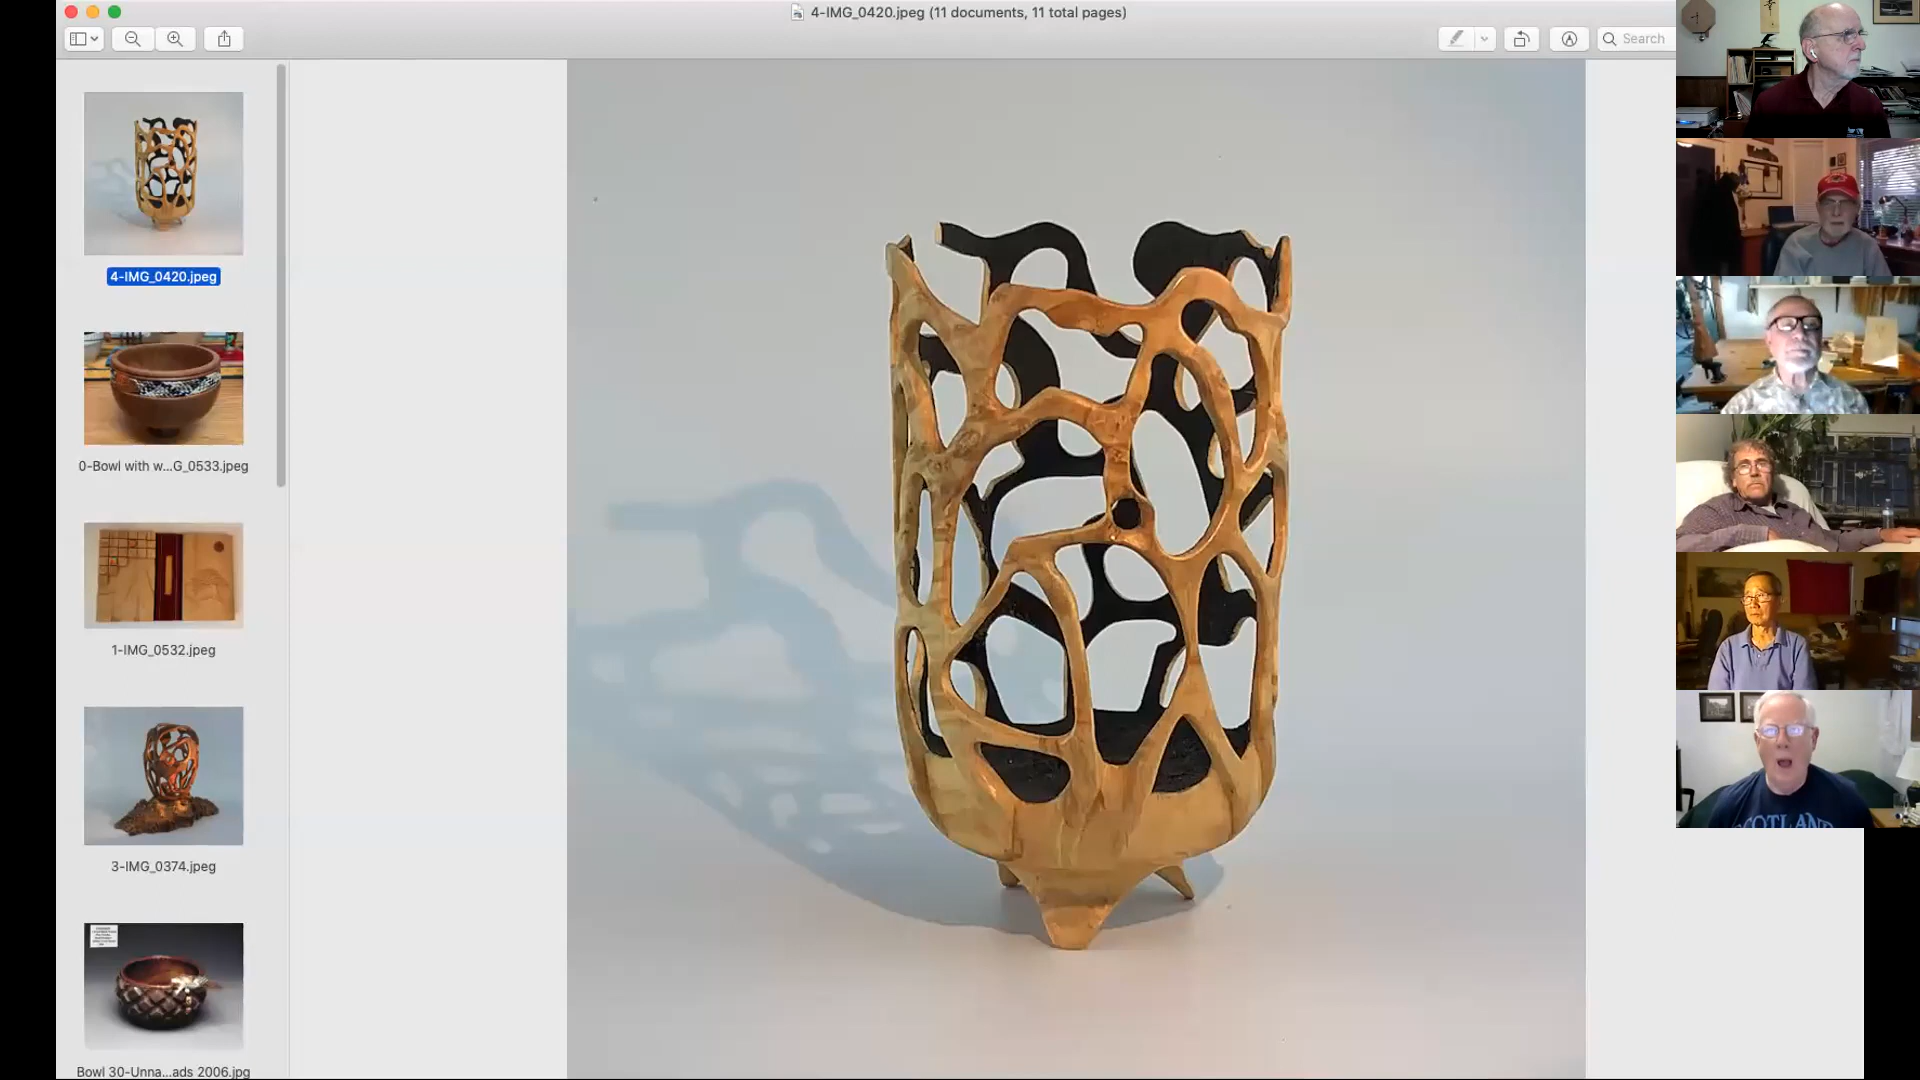 4-IMG_0420.jpeg (11 documents, 11 total pages)
Search
4-IMG_0420.jpeg
0-Bowl with w...G_0533.jpeg
1-IMG_0532.jpeg
3-IMG_0374.jpeg
Bowl 30-Unna...ads 2006.jpg
SCOTLAND